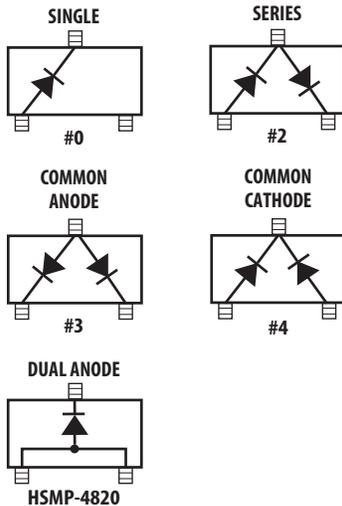 SINGLE
#0
SERIES
#2
COMMON
ANODE
#3
COMMON
CATHODE
#4
DUAL ANODE
HSMP-4820